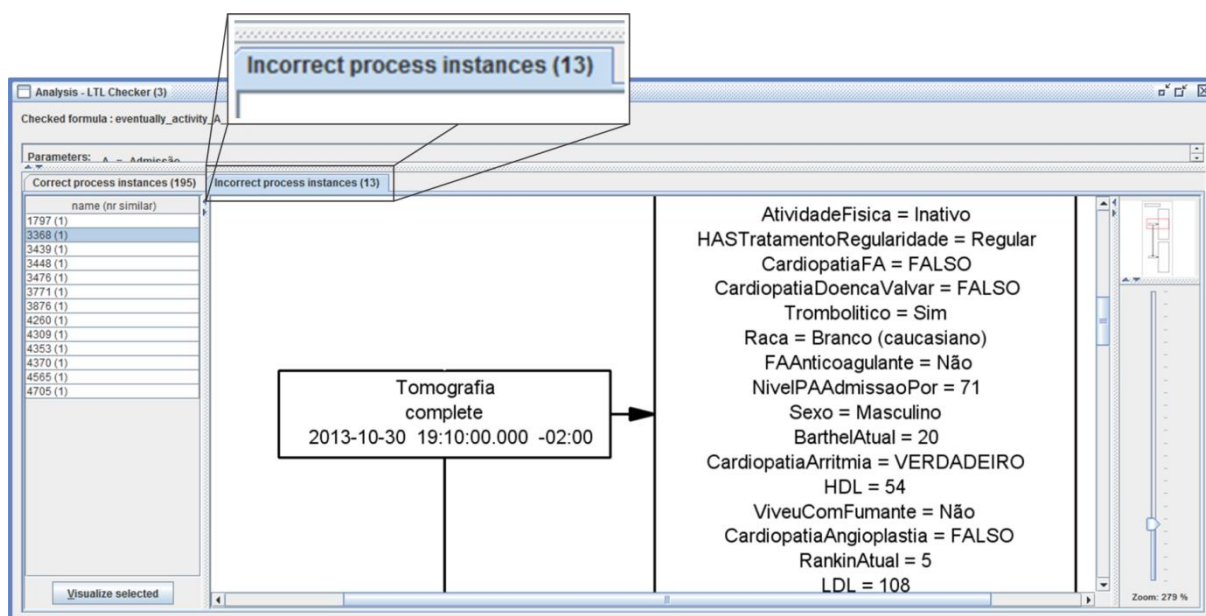 Incorrect process instances (13)
Analysis - LTL Checker (3)
Checked formula : eventually_activity_A_
Parameters: A = Admissão
Correct process instances (195)
Incorrect process instances (13)
name (nr similar)
1797 (1)
3368 (1)
3439 (1)
3448 (1)
3476 (1)
3771 (1)
3876 (1)
4260 (1)
4309 (1)
4353 (1)
4370 (1)
4565 (1)
4705 (1)
Visualize selected
Tomografia
complete
2013-10-30 19:10:00.000 -02:00
AtividadeFisica = Inativo
HASTratamentoRegularidade = Regular
CardiopatiaFA = FALSO
CardiopatiaDoencaValvar = FALSO
Trombolitico = Sim
Raca = Branco (caucasiano)
FAAnticoagulante = Não
NivelPAAdmissaoPor = 71
Sexo = Masculino
BarthelAtual = 20
CardiopatiaArritmia = VERDADEIRO
HDL = 54
ViveuComFumante = Não
CardiopatiaAngioplastia = FALSO
RankinAtual = 5
LDL = 108
Zoom: 279 %